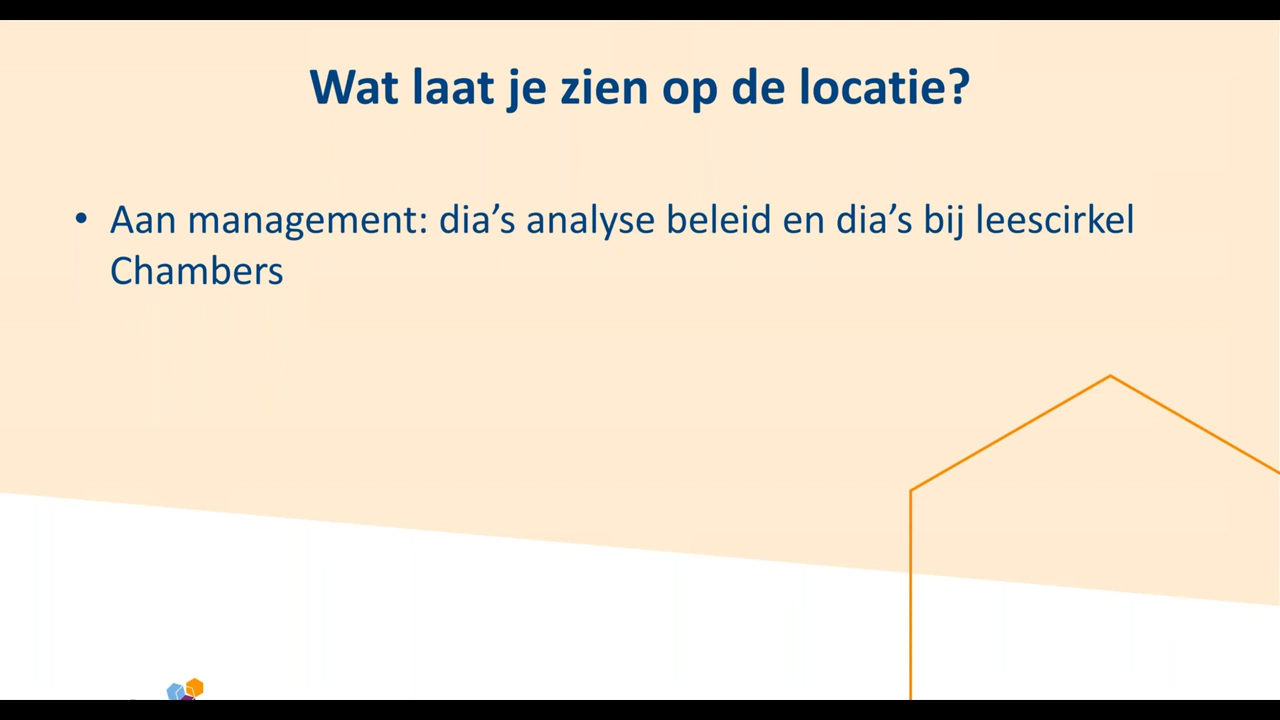 Wat laat je zien op de locatie?
• Aan management: dia’s analyse beleid en dia’s bij leescirkel
Chambers